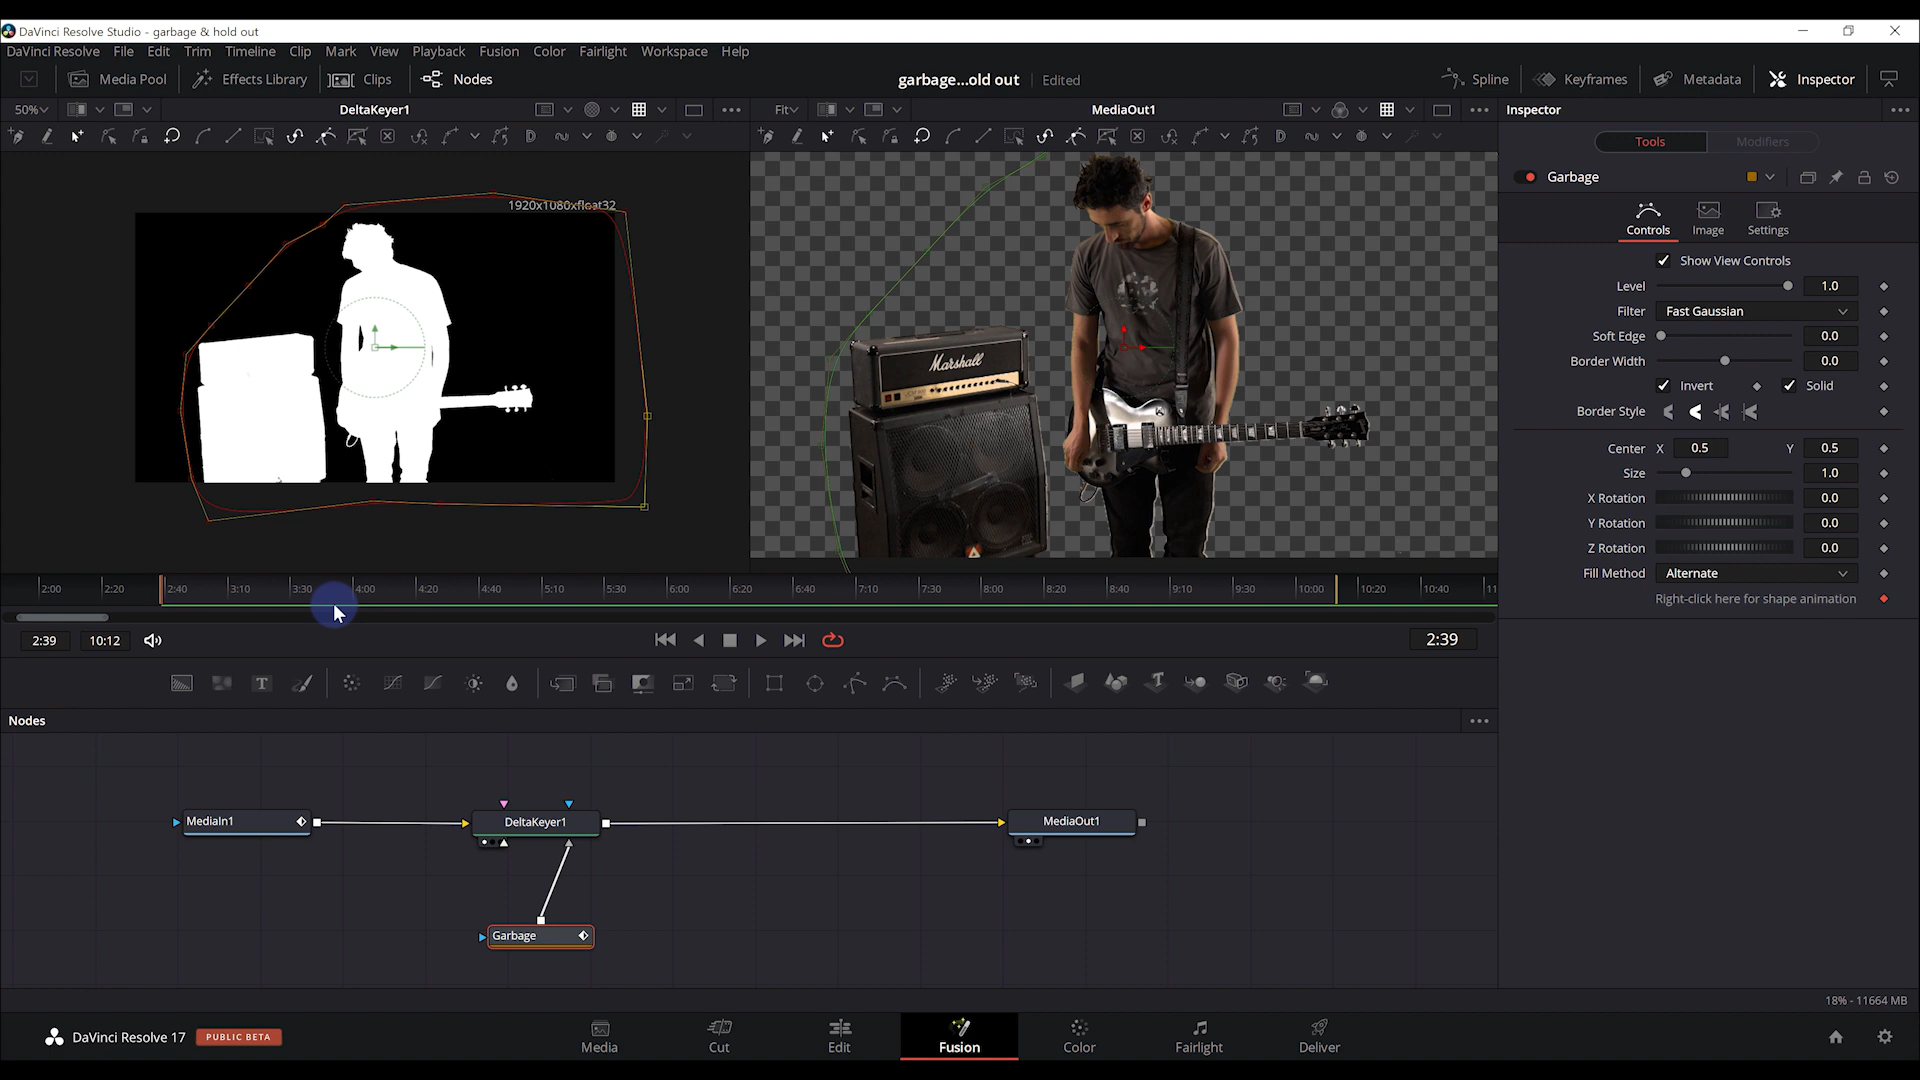 DaVinci Resolve Studio - garbage & hold out
DaVinci Resolve File Edit Trim Timeline Clip Mark View Playback Fusion Color Fairlight Workspace Help
Media Pool Effects Library Clips Nodes garbage...old out Edited Spline Keyframes Metadata Inspector
50% DeltaKeyer1 Fit MediaOut1 Inspector
Tools Modifiers
Garbage
1920x1080xfloat32
Controls Image Settings
Show View Controls
Level 1.0
Filter Fast Gaussian
Soft Edge 0.0
Border Width 0.0
Marshall
Invert Solid
Border Style
Center X 0.5 Y 0.5
Size 1.0
X Rotation 0.0
Y Rotation 0.0
Z Rotation 0.0
Fill Method Alternate
Right-click here for shape animation
2:00 2:20 2:40 3:10 3:30 4:00 4:20 4:40 5:10 5:30 6:00 6:20 6:40 7:10 7:30 8:00 8:20 8:40 9:10 9:30 10:00 10:20 10:40 11
2:39 10:12 2:39
Nodes
MediaIn1 DeltaKeyer1 MediaOut1
Garbage
18% - 11664 MB
DaVinci Resolve 17 PUBLIC BETA Media Cut Edit Fusion Color Fairlight Deliver